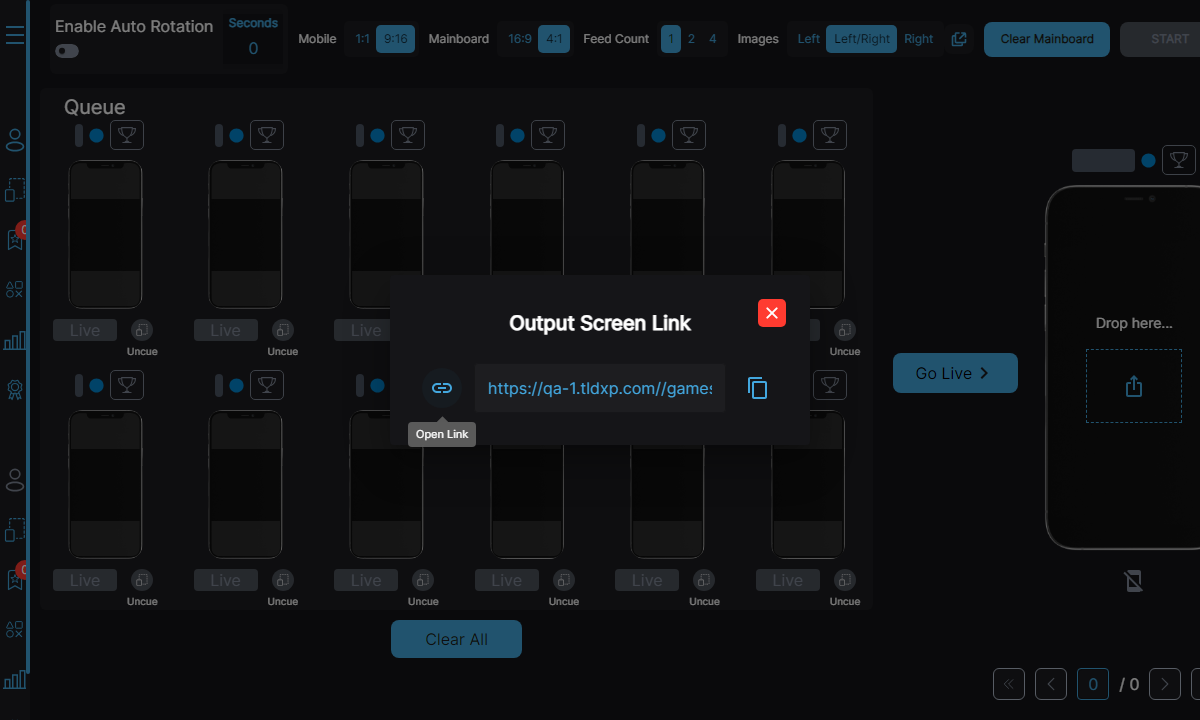 Enable Auto Rotation
Seconds
0
Mobile 1:1 9:16 Mainboard 16:9 4:1 Feed Count 1 2 4 Images Left Left/Right Right Clear Mainboard START
Queue
Output Screen Link
https://qa-1.tldxp.com//games
Open Link
Live Live Live
Uncue Uncue Uncue
Go Live
Drop here...
Live Live Live Live Live Live
Uncue Uncue Uncue Uncue Uncue Uncue
Clear All
0 / 0